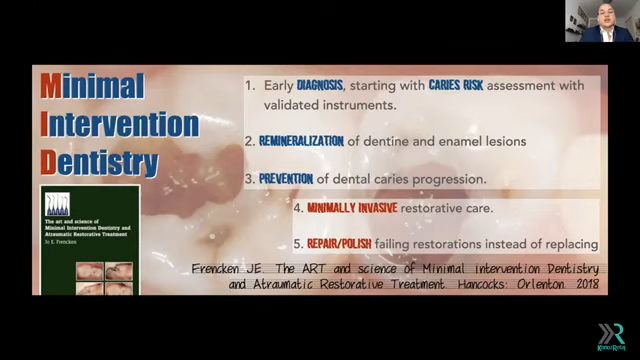 Minimal
Intervention
Dentistry
The art and science of
Minimal Intervention Dentistry and
Atraumatic Restorative Treatment
Jo E. Frencken
1. Early DIAGNOSIS, starting with CARIES RISK assessment with
validated instruments.
2. REMINERALIZATION of dentine and enamel lesions
3. PREVENTION of dental caries progression.
4. MINIMALLY INVASIVE restorative care.
5. REPAIR/POLISH failing restorations instead of replacing
Frencken JE. The ART and science of Minimal intervention Dentistry
and Atraumatic Restorative Treatment. Hancocks: Orlenton. 2018